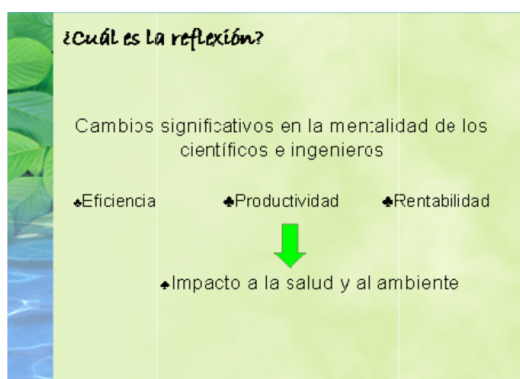 ¿Cuál es la reflexión?
Cambios significativos en la mentalidad de los
científicos e ingenieros
♣Eficiencia ♣Productividad ♣Rentabilidad
♠Impacto a la salud y al ambiente